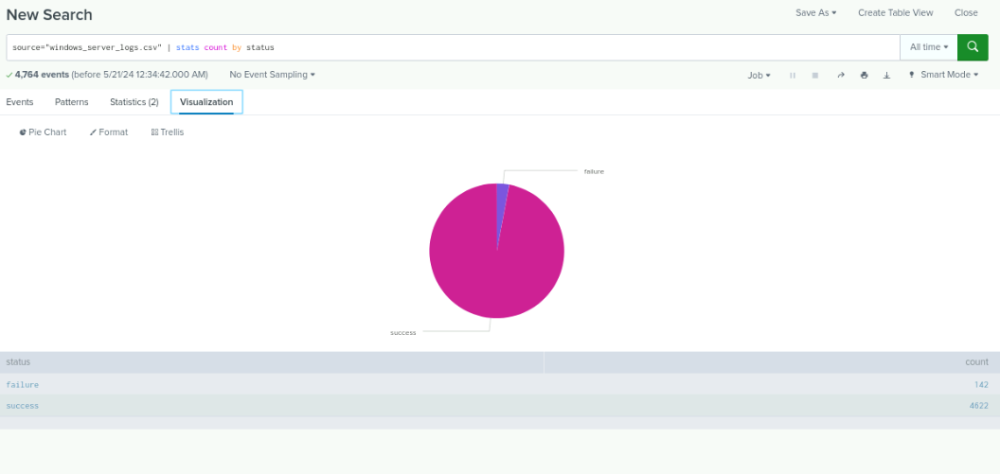 New Search
Save As Create Table View Close
source="windows_server_logs.csv" | stats count by status
All time
4,764 events (before 5/21/24 12:34:42.000 AM) No Event Sampling
Job Smart Mode
Events Patterns Statistics (2) Visualization
Pie Chart Format Trellis
failure
success
status count
failure 142
success 4622